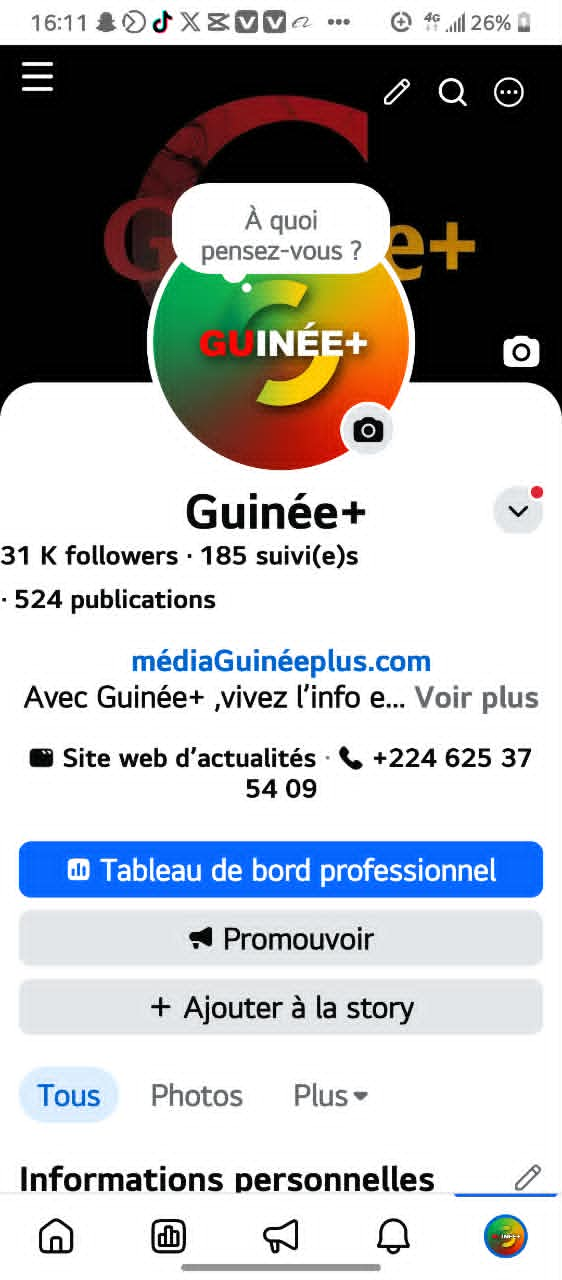 16:11
4G
26%
G
e+
À quoi
pensez-vous ?
GUINÉE+
Guinée+
31 K followers · 185 suivi(e)s
· 524 publications
médiaGuinéeplus.com
Avec Guinée+ ,vivez l’info e... Voir plus
Site web d’actualités · +224 625 37
54 09
Tableau de bord professionnel
Promouvoir
+ Ajouter à la story
Tous Photos Plus
Informations personnelles
GUINÉE+